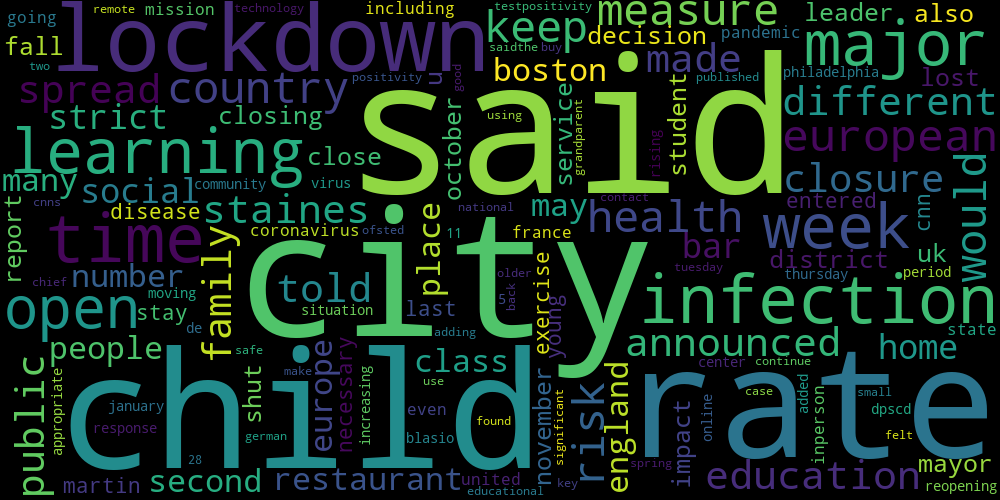 remote mission including testpositivity measure leader also
going technology
lockdown keep decision pandemic major
fall saidthe buy made
two
spread country positivity u good boston published philadelphia lost
strict closing october said using service grandparent student rising different
learning close european
many social community virus closure
cnns disease staines national contact may health entered cnn would
report time coronavirus ofsted 11 france bar week
number family told place city older tuesday district uk
chief moving situation last 5 back exercise young thursday period
open stay de adding infection state
people safe europe necessary class announced home
public appropriate shut make increasing use continue center
child rate
january response german even found november significant risk england impact online case added inperson small dpscd
28 blasio key felt
martin second restaurant united educational spring education mayor
reopening